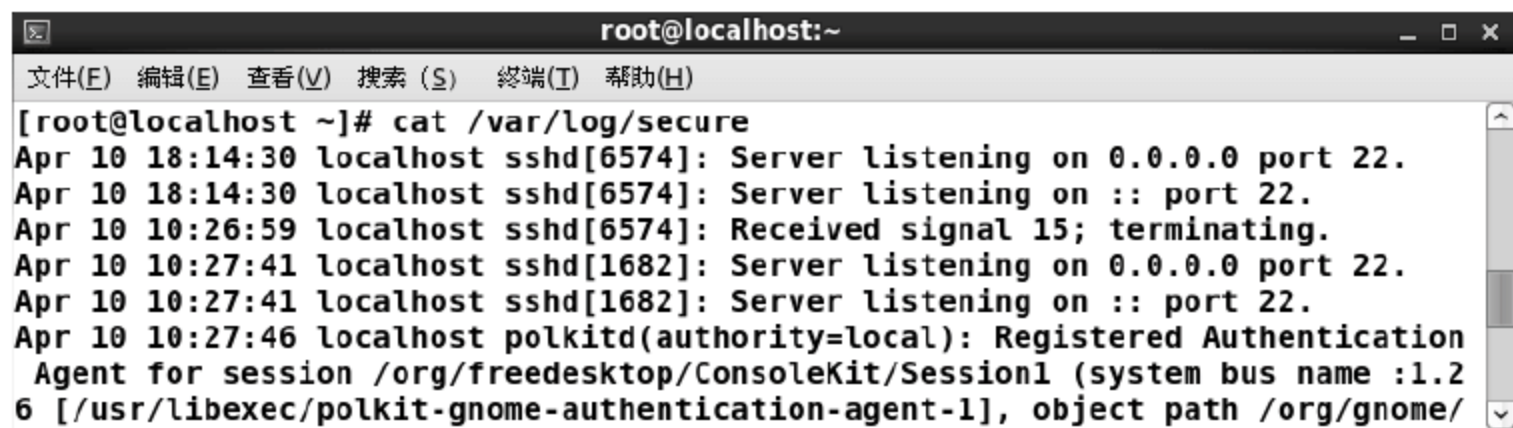 root@localhost:~
文件(F) 编辑(E) 查看(V) 搜索 (S) 终端(T) 帮助(H)
[root@localhost ~]# cat /var/log/secure
Apr 10 18:14:30 localhost sshd[6574]: Server listening on 0.0.0.0 port 22.
Apr 10 18:14:30 localhost sshd[6574]: Server listening on :: port 22.
Apr 10 10:26:59 localhost sshd[6574]: Received signal 15; terminating.
Apr 10 10:27:41 localhost sshd[1682]: Server listening on 0.0.0.0 port 22.
Apr 10 10:27:41 localhost sshd[1682]: Server listening on :: port 22.
Apr 10 10:27:46 localhost polkitd(authority=local): Registered Authentication
Agent for session /org/freedesktop/ConsoleKit/Session1 (system bus name :1.2
6 [/usr/libexec/polkit-gnome-authentication-agent-1], object path /org/gnome/